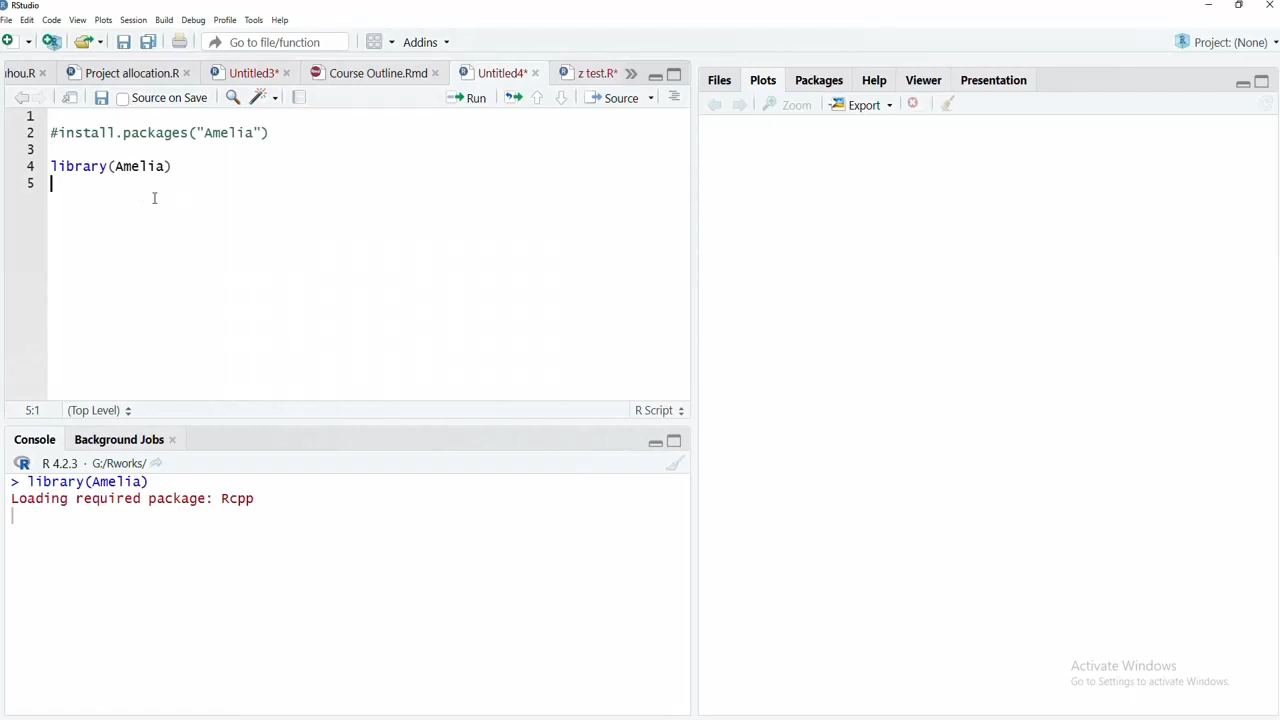 RStudio
File Edit Code View Plots Session Build Debug Profile Tools Help
Go to file/function Addins Project: (None)
hou.R Project allocation.R Untitled3* Course Outline.Rmd Untitled4* z test.R*
Source on Save Run Source
1
2 #install.packages("Amelia")
3
4 library(Amelia)
5
5:1 (Top Level) R Script
Console Background Jobs
R 4.2.3 · G:/Rworks/
> library(Amelia)
Loading required package: Rcpp
Files Plots Packages Help Viewer Presentation
Zoom Export
Activate Windows
Go to Settings to activate Windows.